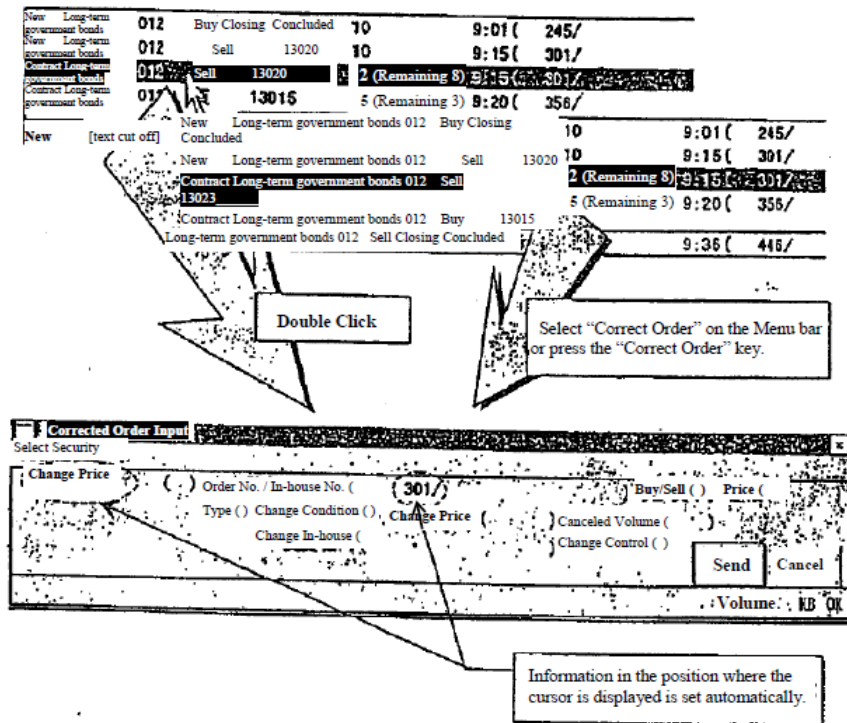 New Long-term
government bonds 012 Buy Closing Concluded 10 9:01( 245/
New Long-term
government bonds 012 Sell 13020 10 9:15( 301/
Contract Long-term
government bonds 012 Sell 13020 2 (Remaining 8) 9:15( 301/
Contract Long-term
government bonds 13015 5 (Remaining 3) 9:20( 356/
New [text cut off]
New Long-term government bonds 012 Buy Closing
Concluded 10 9:01( 245/
New Long-term government bonds 012 Sell 13020 10 9:15( 301/
Contract Long-term government bonds 012 Sell
13023 2 (Remaining 8) 9:15( 301/
Contract Long-term government bonds 012 Buy 13015 5 (Remaining 3) 9:20( 356/
Long-term government bonds 012 Sell Closing Concluded 9:36( 446/
Double Click
Select “Correct Order” on the Menu bar
or press the “Correct Order” key.
Corrected Order Input
Select Security
Change Price ( ) Order No. / In-house No. ( 301/) Buy/Sell ( ) Price (
Type ( ) Change Condition ( ) Change Price ( ) Canceled Volume ( )
Change In-house ( ) Change Control ( )
Send Cancel
Volume KB OK
Information in the position where the
cursor is displayed is set automatically.